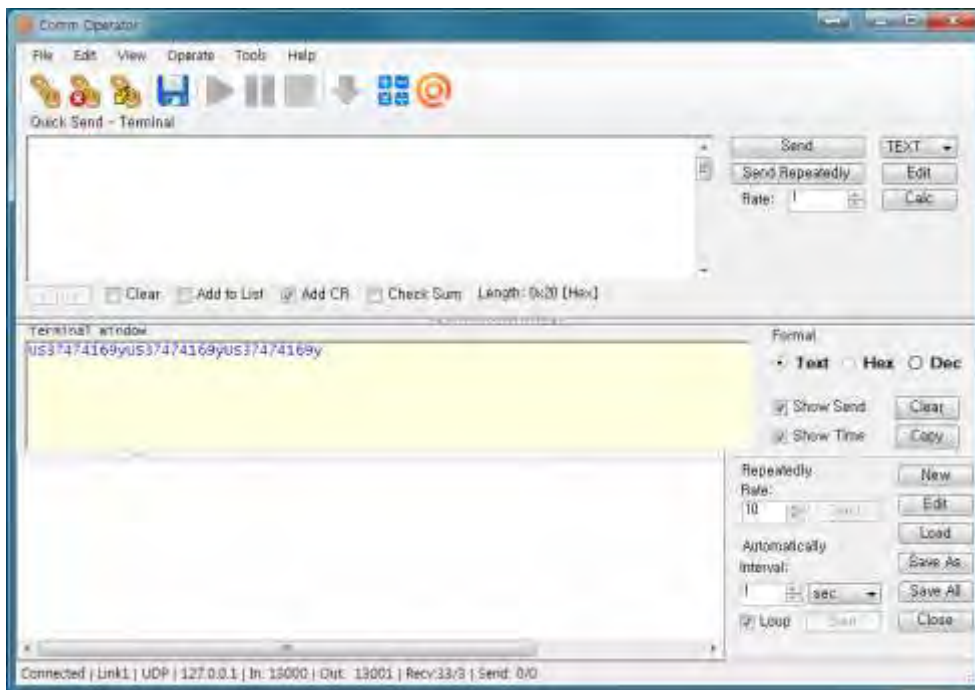 Comm Operator
File Edit View Operate Tools Help
Quick Send - Terminal
Send TEXT
Send Repeatedly Edit
Rate: 1 Calc
Clear Add to List Add CR Check Sum Length: 0x20 [Hex]
Terminal window
US37474169yUS37474169yUS37474169y
Format
Text Hex Dec
Show Send Clear
Show Time Copy
Repeatedly New
Rate:
10 Edit
Load
Automatically
Interval: Save As
1 sec Save All
Loop Start Close
Connected | Link1 | UDP | 127.0.0.1 | In: 13000 | Out: 13001 | Recv:33/3 | Send: 0/0